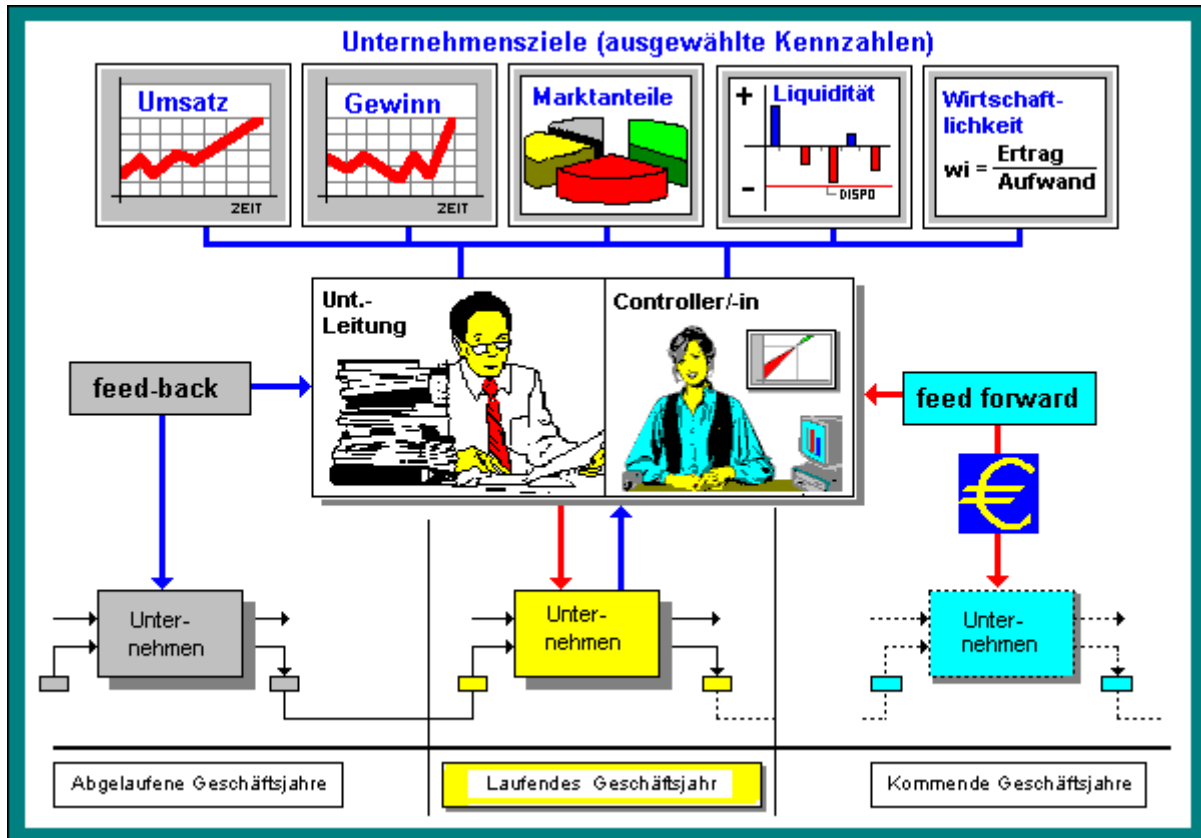 Unternehmensziele (ausgewählte Kennzahlen)
Umsatz
ZEIT
Gewinn
ZEIT
Marktanteile
+ Liquidität
-
DISPO
Wirtschaft-
lichkeit
wi = Ertrag
Aufwand
Unt.-
Leitung
Controller/-in
feed-back
feed forward
€
Unter-
nehmen
Unter-
nehmen
Unter-
nehmen
Abgelaufene Geschäftsjahre
Laufendes Geschäftsjahr
Kommende Geschäftsjahre